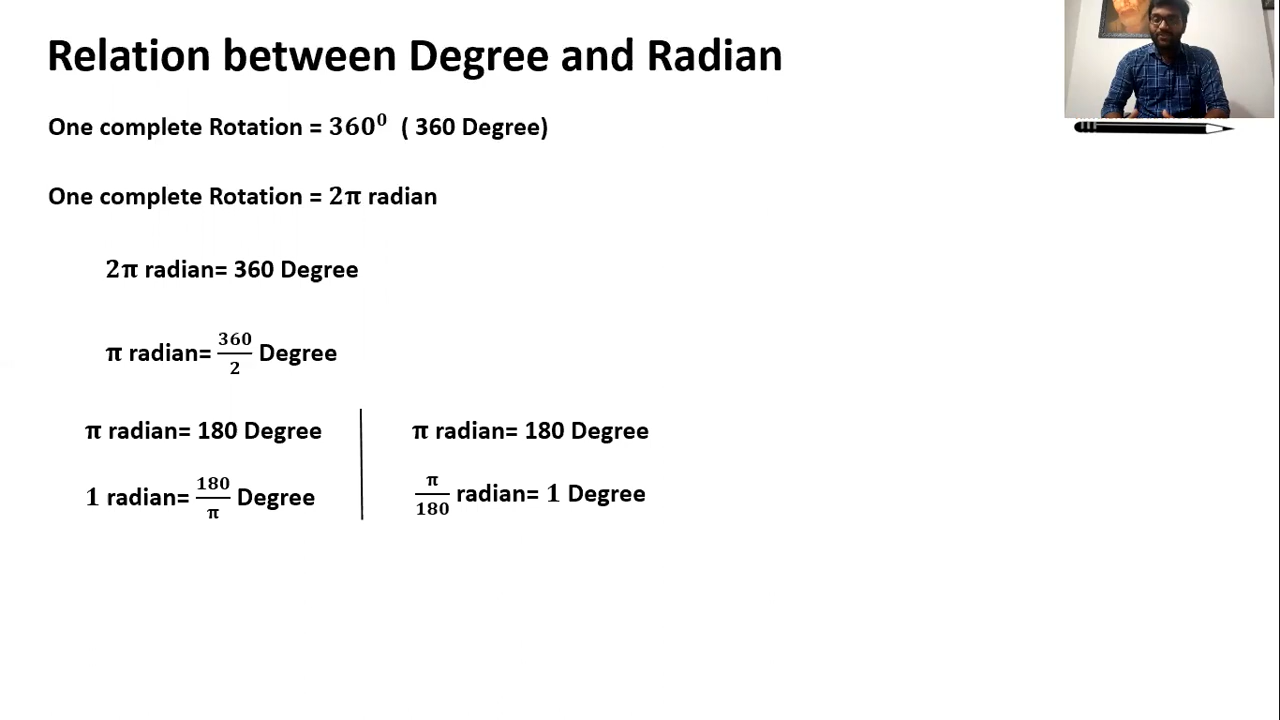 Relation between Degree and Radian
One complete Rotation = 360⁰ ( 360 Degree)
One complete Rotation = 2π radian
2π radian= 360 Degree
π radian= 360/2 Degree
π radian= 180 Degree
1 radian= 180/π Degree
π radian= 180 Degree
π/180 radian= 1 Degree